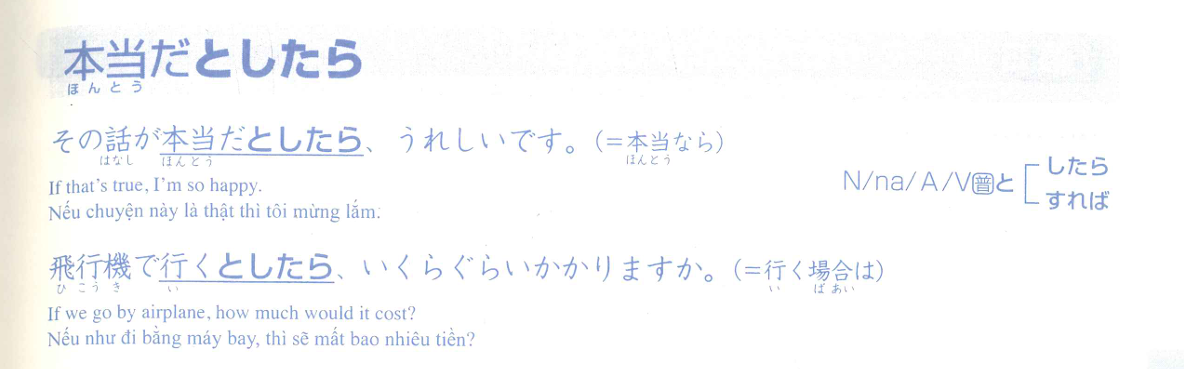 本当だとしたら
ほんとう
その話が本当だとしたら、うれしいです。(=本当なら)
はなし ほんとう ほんとう
If that's true, I'm so happy.
Nếu chuyện này là thật thì tôi mừng lắm.
N/na/A/V普と したら
すれば
飛行機で行くとしたら、いくらぐらいかかりますか。(=行く場合は)
ひこうき い い ばあい
If we go by airplane, how much would it cost?
Nếu như đi bằng máy bay, thì sẽ mất bao nhiêu tiền?